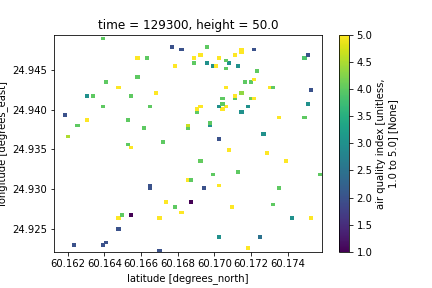 time = 129300, height = 50.0
24.945
24.940
24.935
24.930
24.925
longitude [degrees_east]
60.162 60.164 60.166 60.168 60.170 60.172 60.174
latitude [degrees_north]
5.0
4.5
4.0
3.5
3.0
2.5
2.0
1.5
1.0
air quality index [unitless,
1.0 to 5.0] [None]